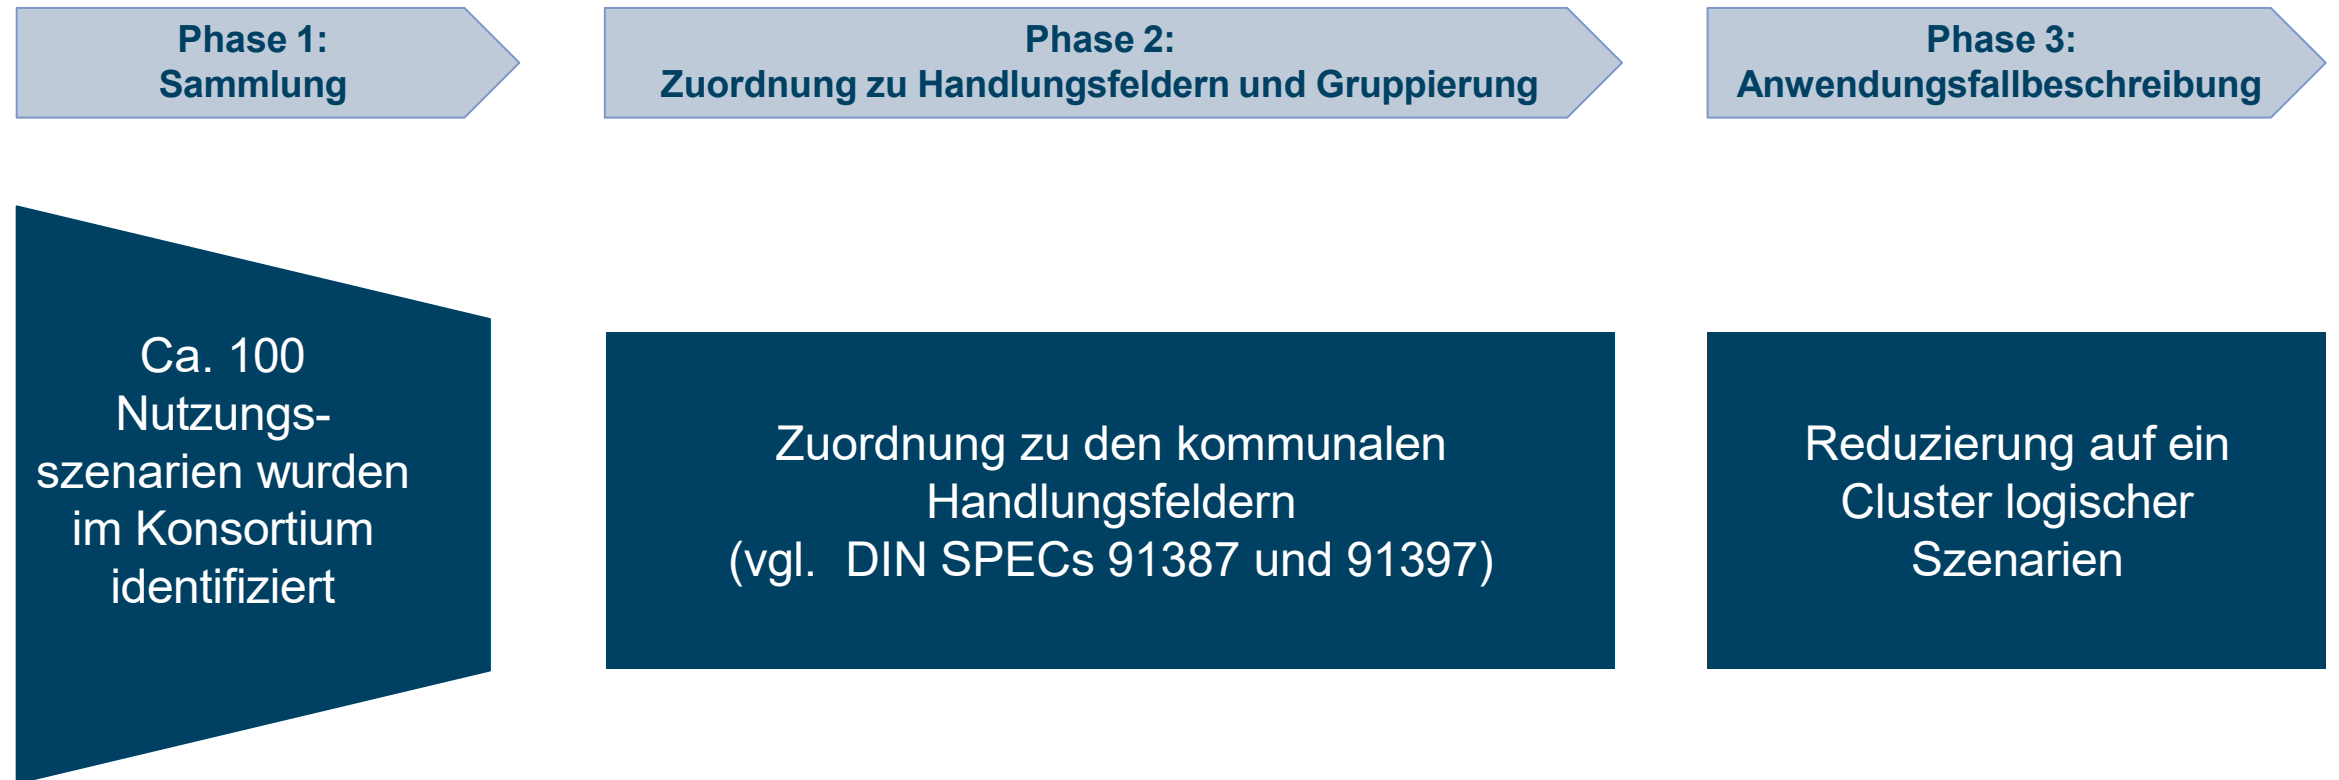 Phase 1:
Sammlung
Phase 2:
Zuordnung zu Handlungsfeldern und Gruppierung
Phase 3:
Anwendungsfallbeschreibung
Ca. 100
Nutzungs-
szenarien wurden
im Konsortium
identifiziert
Zuordnung zu den kommunalen
Handlungsfeldern
(vgl.  DIN SPECs 91387 und 91397)
Reduzierung auf ein
Cluster logischer
Szenarien